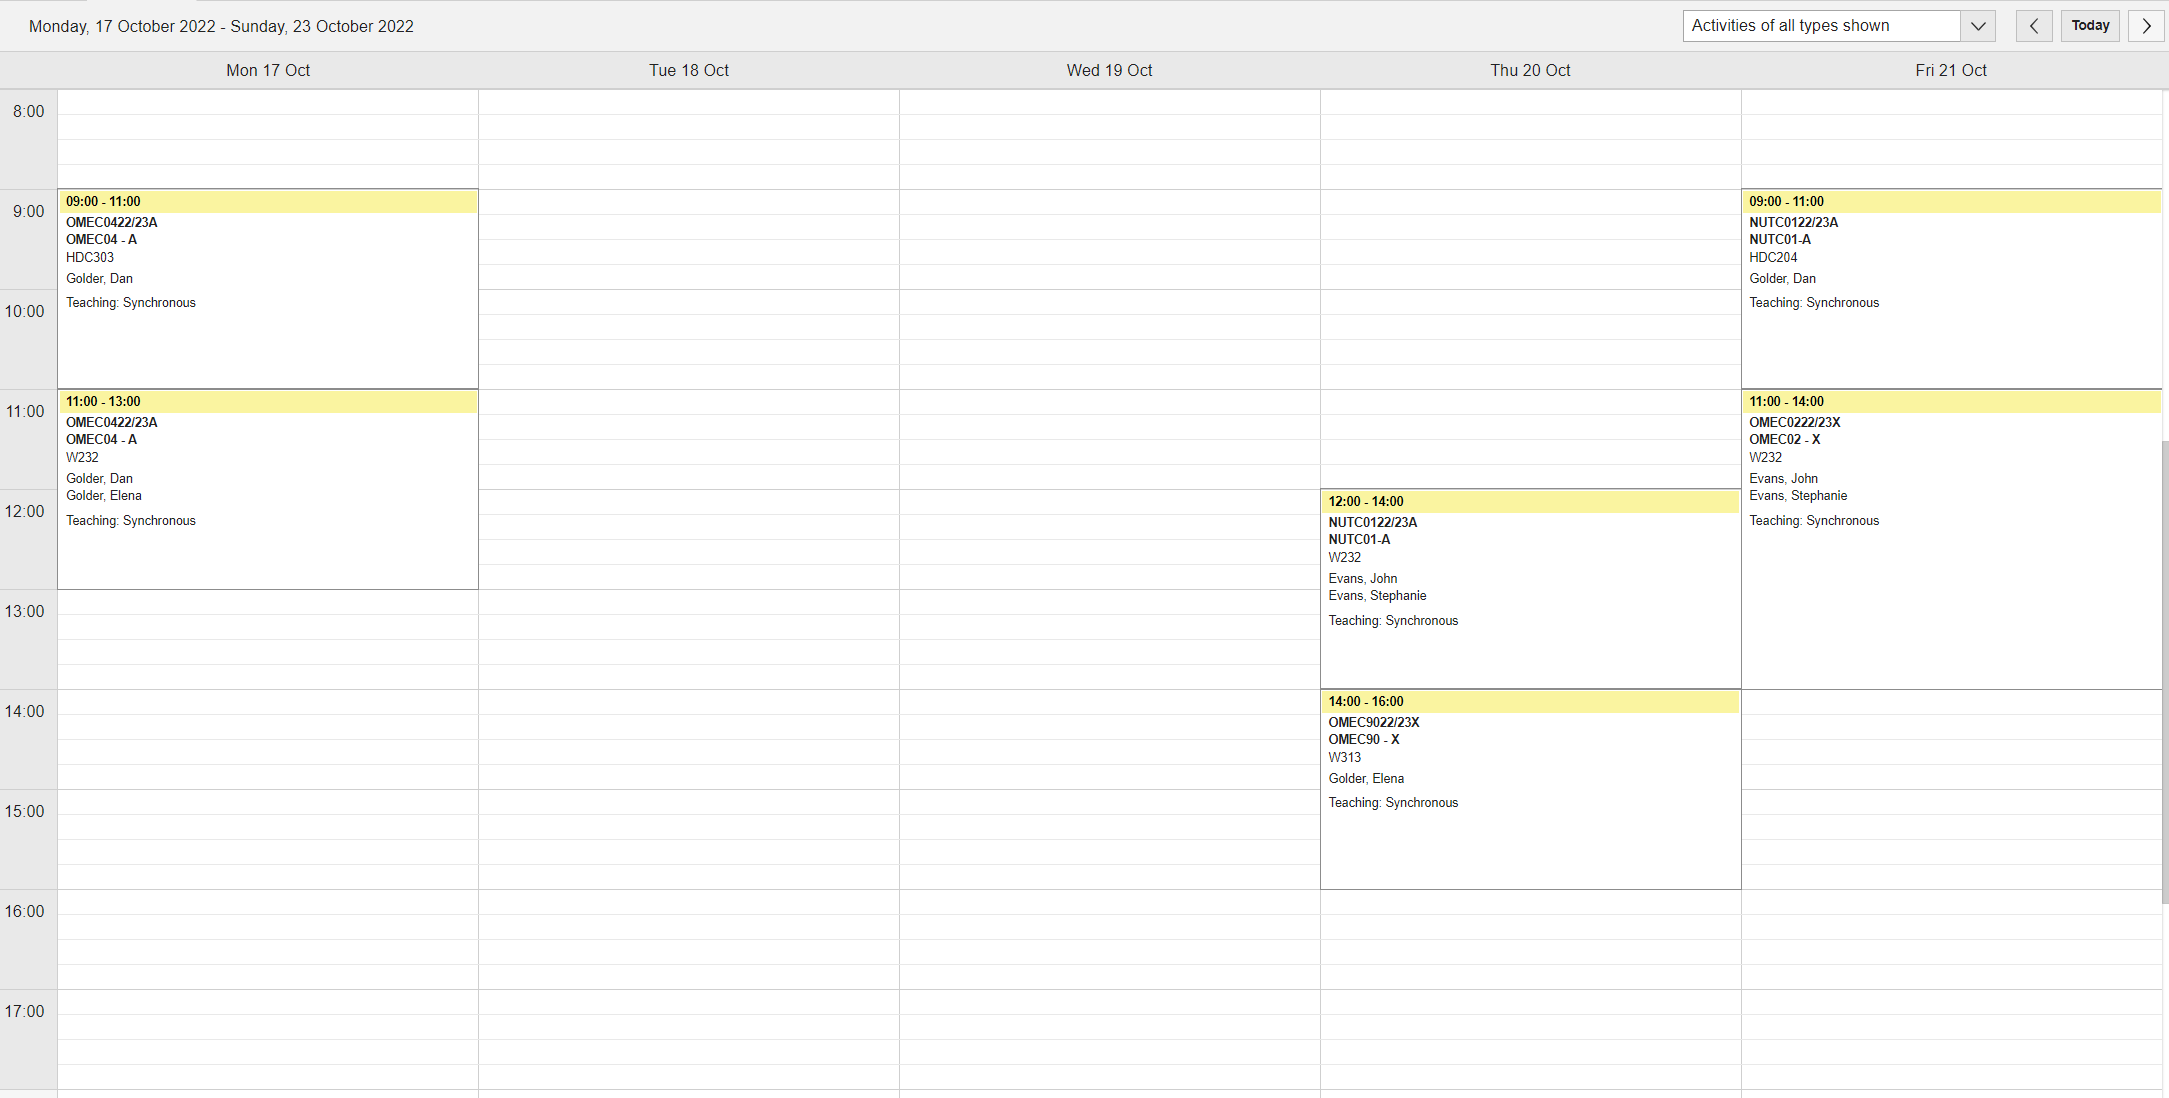 Monday, 17 October 2022 - Sunday, 23 October 2022
Activities of all types shown
Today
Mon 17 Oct
Tue 18 Oct
Wed 19 Oct
Thu 20 Oct
Fri 21 Oct
8:00
9:00
10:00
11:00
12:00
13:00
14:00
15:00
16:00
17:00
09:00 - 11:00
OMEC0422/23A
OMEC04 - A
HDC303
Golder, Dan
Teaching: Synchronous
11:00 - 13:00
OMEC0422/23A
OMEC04 - A
W232
Golder, Dan
Golder, Elena
Teaching: Synchronous
12:00 - 14:00
NUTC0122/23A
NUTC01-A
W232
Evans, John
Evans, Stephanie
Teaching: Synchronous
14:00 - 16:00
OMEC9022/23X
OMEC90 - X
W313
Golder, Elena
Teaching: Synchronous
09:00 - 11:00
NUTC0122/23A
NUTC01-A
HDC204
Golder, Dan
Teaching: Synchronous
11:00 - 14:00
OMEC0222/23X
OMEC02 - X
W232
Evans, John
Evans, Stephanie
Teaching: Synchronous